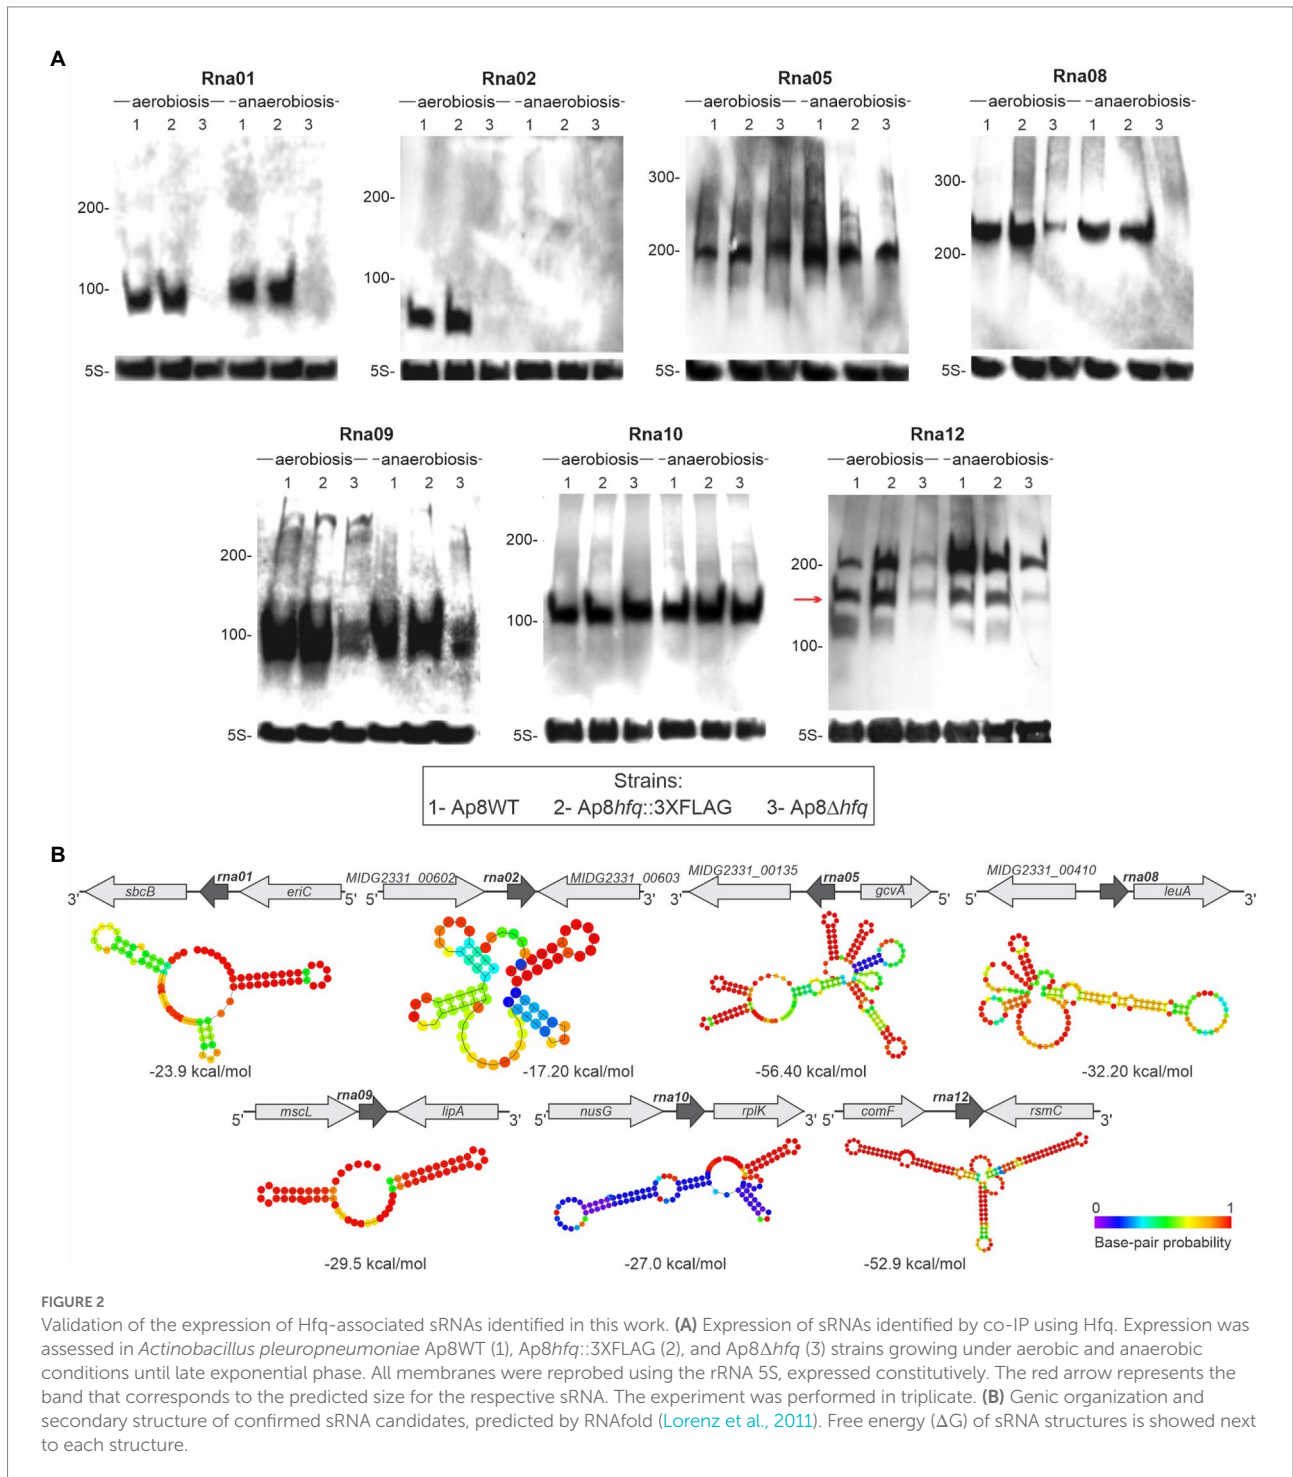 A
Rna01
Rna02
Rna05
Rna08
—aerobiosis— -anaerobiosis-
—aerobiosis— -anaerobiosis-
—aerobiosis— -anaerobiosis-
—aerobiosis— -anaerobiosis-
1 2 3 1 2 3
1 2 3 1 2 3
1 2 3 1 2 3
1 2 3 1 2 3
200-
100-
5S-
200-
100-
5S-
300-
200-
5S-
300-
200-
5S-
Rna09
Rna10
Rna12
—aerobiosis— -anaerobiosis-
—aerobiosis— -anaerobiosis-
—aerobiosis— -anaerobiosis-
1 2 3 1 2 3
1 2 3 1 2 3
1 2 3 1 2 3
200-
100-
5S-
200-
100-
5S-
200-
100-
5S-
Strains:
1- Ap8WT 2- Ap8hfq::3XFLAG 3- Ap8Δhfq
B
3' sbcB rna01 eriC 5'
5' MIDG2331_00602 rna02 MIDG2331_00603 3'
3' MIDG2331_00135 rna05 gcvA 5'
5' MIDG2331_00410 rna08 leuA 3'
-23.9 kcal/mol
-17.20 kcal/mol
-56.40 kcal/mol
-32.20 kcal/mol
5' mscL rna09 lipA 3'
5' nusG rna10 rplK 3'
5' comF rna12 rsmC 3'
-29.5 kcal/mol
-27.0 kcal/mol
-52.9 kcal/mol
0 1
Base-pair probability
FIGURE 2
Validation of the expression of Hfq-associated sRNAs identified in this work. (A) Expression of sRNAs identified by co-IP using Hfq. Expression was
assessed in Actinobacillus pleuropneumoniae Ap8WT (1), Ap8hfq::3XFLAG (2), and Ap8Δhfq (3) strains growing under aerobic and anaerobic
conditions until late exponential phase. All membranes were reprobed using the rRNA 5S, expressed constitutively. The red arrow represents the
band that corresponds to the predicted size for the respective sRNA. The experiment was performed in triplicate. (B) Genic organization and
secondary structure of confirmed sRNA candidates, predicted by RNAfold (Lorenz et al., 2011). Free energy (ΔG) of sRNA structures is showed next
to each structure.